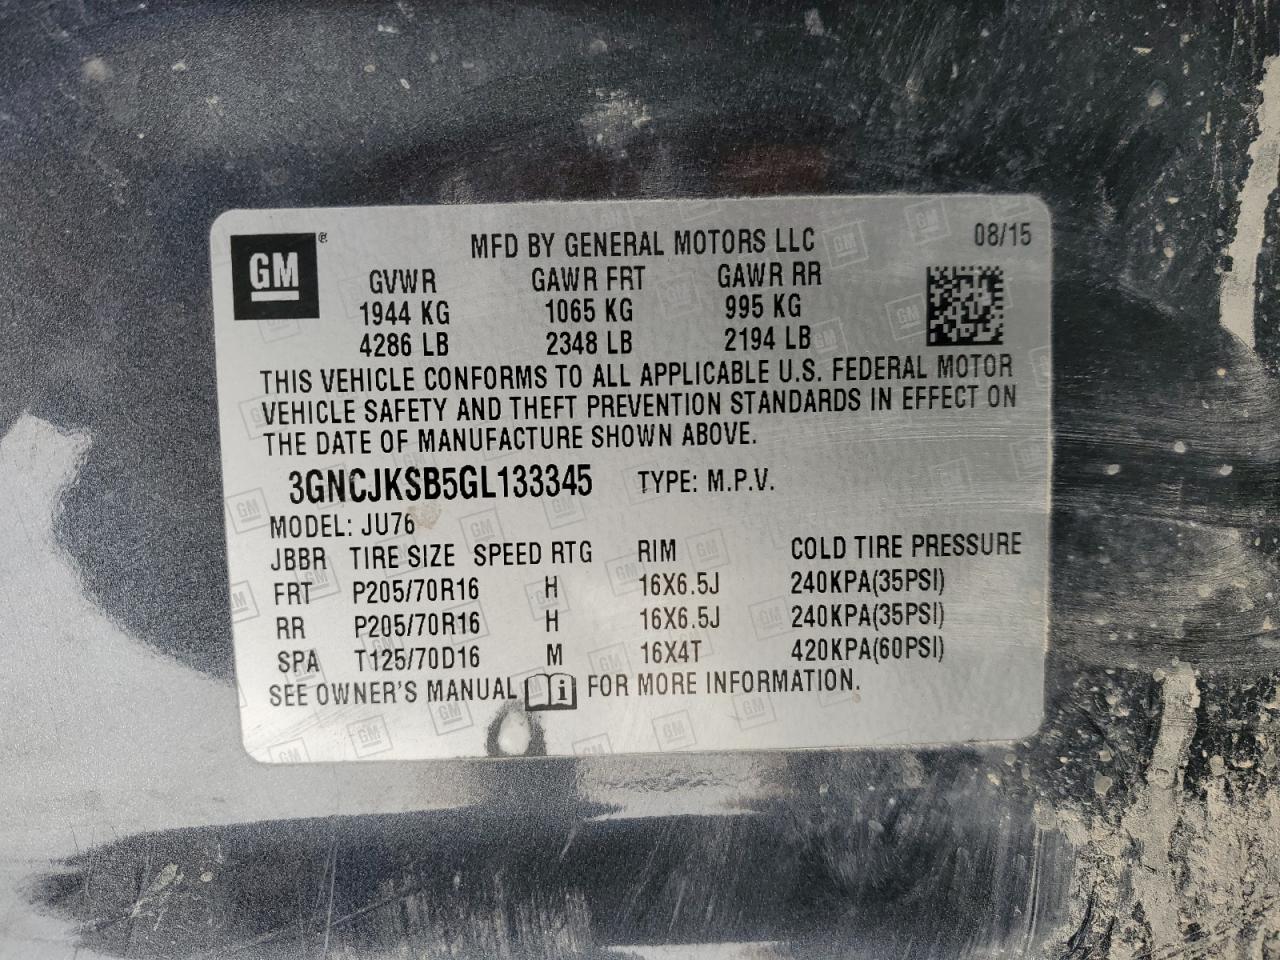 GM ®
MFD BY GENERAL MOTORS LLC 08/15
GVWR GAWR FRT GAWR RR
1944 KG 1065 KG 995 KG
4286 LB 2348 LB 2194 LB
THIS VEHICLE CONFORMS TO ALL APPLICABLE U.S. FEDERAL MOTOR
VEHICLE SAFETY AND THEFT PREVENTION STANDARDS IN EFFECT ON
THE DATE OF MANUFACTURE SHOWN ABOVE.
3GNCJKSB5GL133345 TYPE: M.P.V.
MODEL: JU76
JBBR TIRE SIZE SPEED RTG RIM COLD TIRE PRESSURE
FRT P205/70R16 H 16X6.5J 240KPA(35PSI)
RR P205/70R16 H 16X6.5J 240KPA(35PSI)
SPA T125/70D16 M 16X4T 420KPA(60PSI)
SEE OWNER'S MANUAL i FOR MORE INFORMATION.